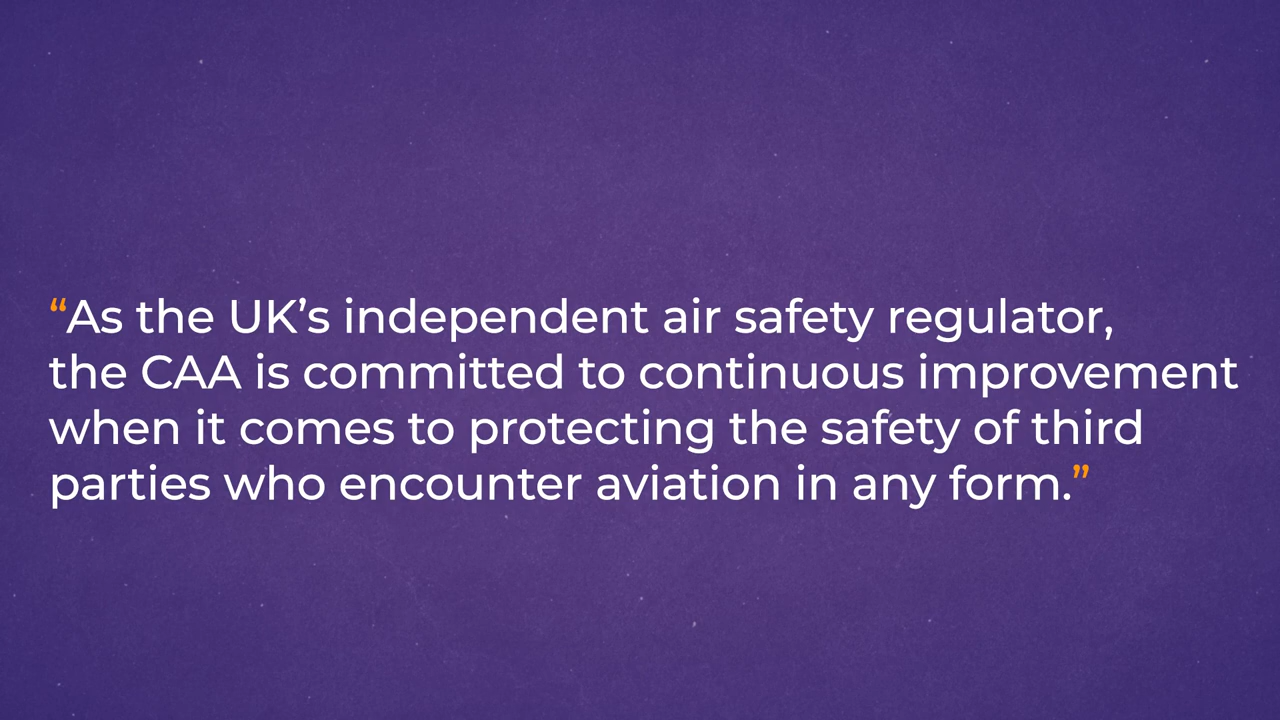 “As the UK’s independent air safety regulator,
the CAA is committed to continuous improvement
when it comes to protecting the safety of third
parties who encounter aviation in any form.”